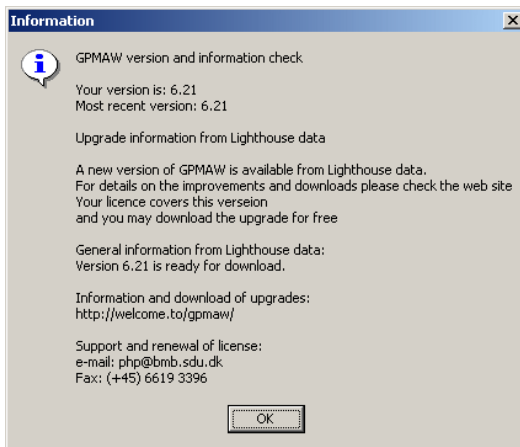 Information
GPMAW version and information check
Your version is: 6.21
Most recent version: 6.21
Upgrade information from Lighthouse data
A new version of GPMAW is available from Lighthouse data.
For details on the improvements and downloads please check the web site
Your licence covers this verseion
and you may download the upgrade for free
General information from Lighthouse data:
Version 6.21 is ready for download.
Information and download of upgrades:
http://welcome.to/gpmaw/
Support and renewal of license:
e-mail: php@bmb.sdu.dk
Fax: (+45) 6619 3396
OK